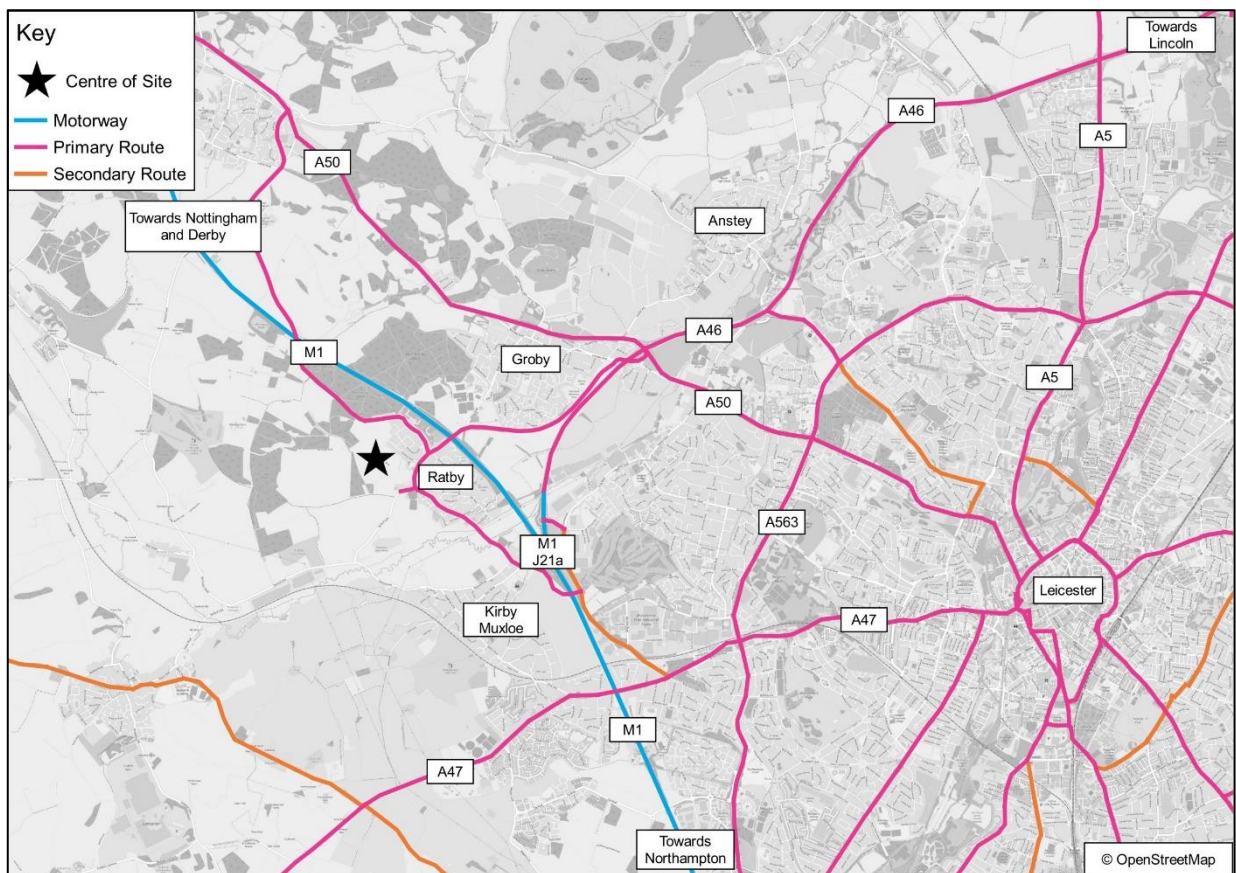 Key
Centre of Site
Motorway
Primary Route
Secondary Route
Towards
Lincoln
A46
A5
A50
Towards Nottingham
and Derby
Anstey
M1
A46
Groby
A50
A5
Ratby
A563
M1
J21a
Leicester
Kirby
Muxloe
A47
M1
A47
Towards
Northampton
© OpenStreetMap